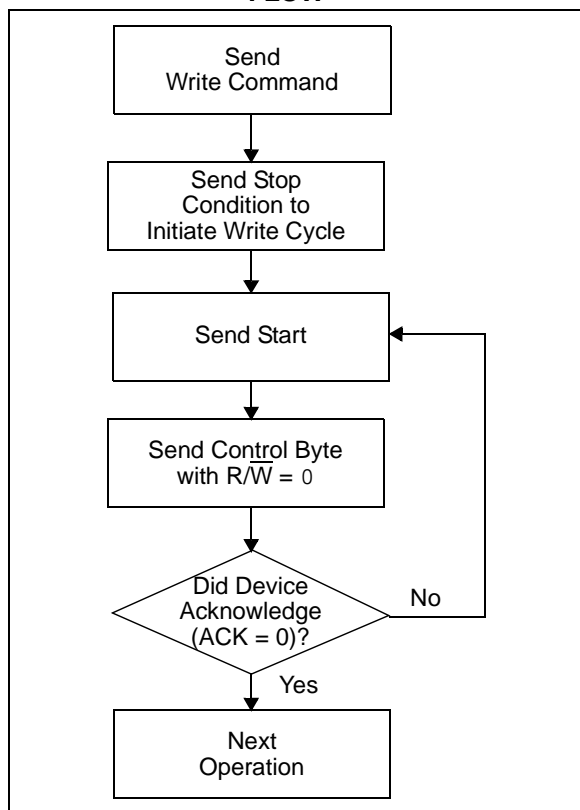 Send
Write Command
Send Stop
Condition to
Initiate Write Cycle
Send Start
Send Control Byte
with R/W̅ = 0
Did Device
Acknowledge
(ACK = 0)?
No
Yes
Next
Operation